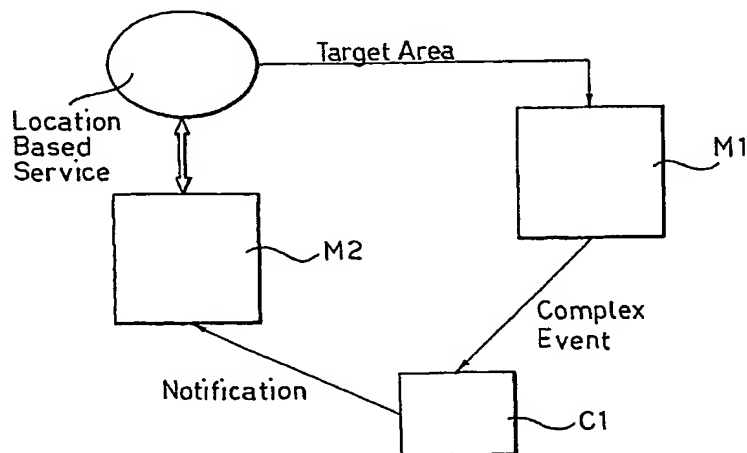 Target Area
Location
Based
Service
M1
M2
Complex
Event
Notification
C1